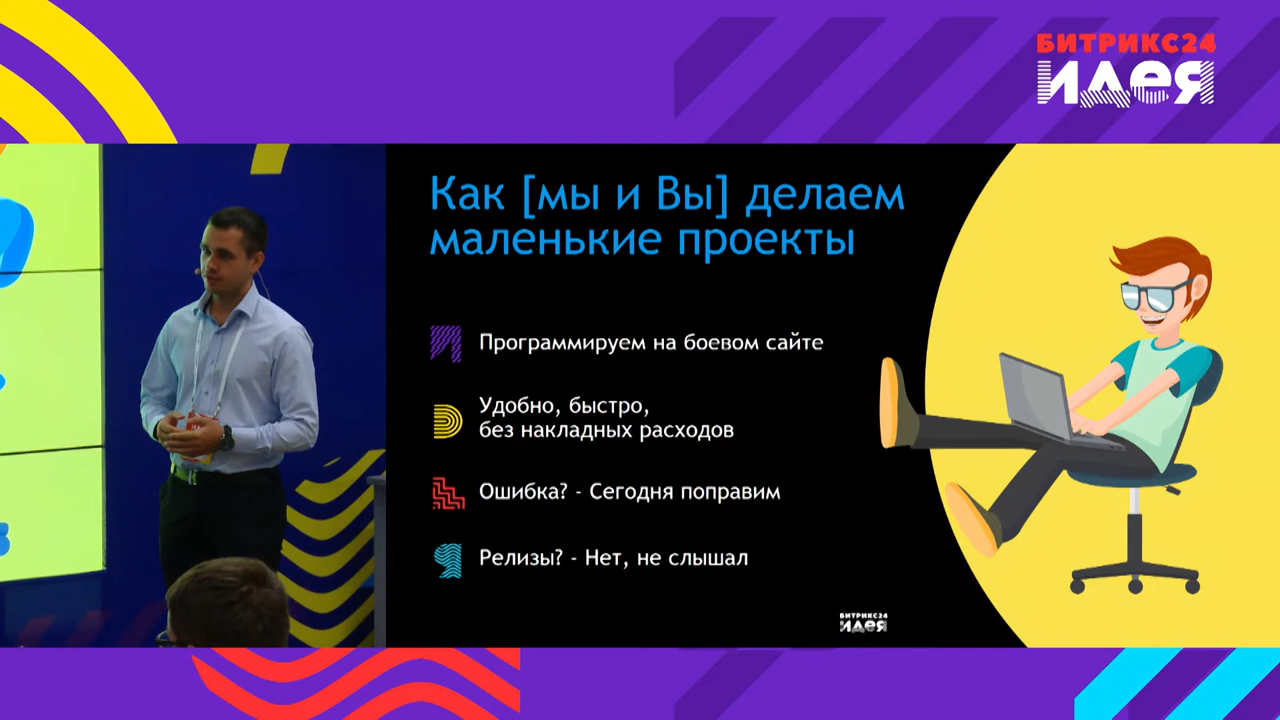 БИТРИКС24
идея
Как [мы и Вы] делаем
маленькие проекты
Программируем на боевом сайте
Удобно, быстро,
без накладных расходов
Ошибка? - Сегодня поправим
Релизы? - Нет, не слышал
БИТРИКС24
идея